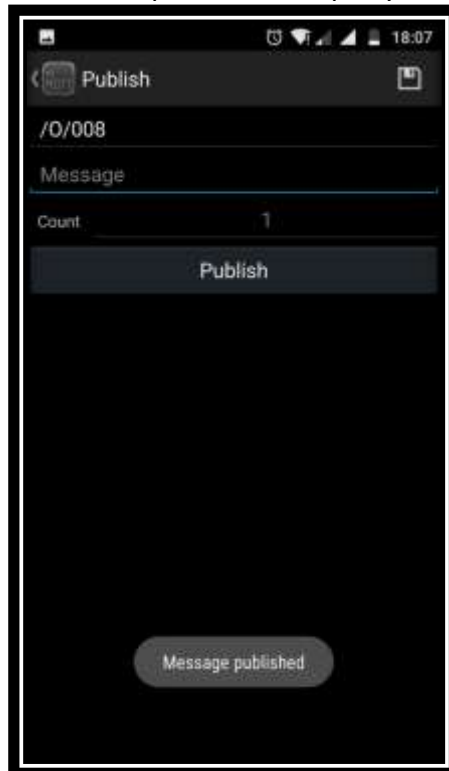 18:07
Publish
/O/008
Message
Count 1
Publish
Message published